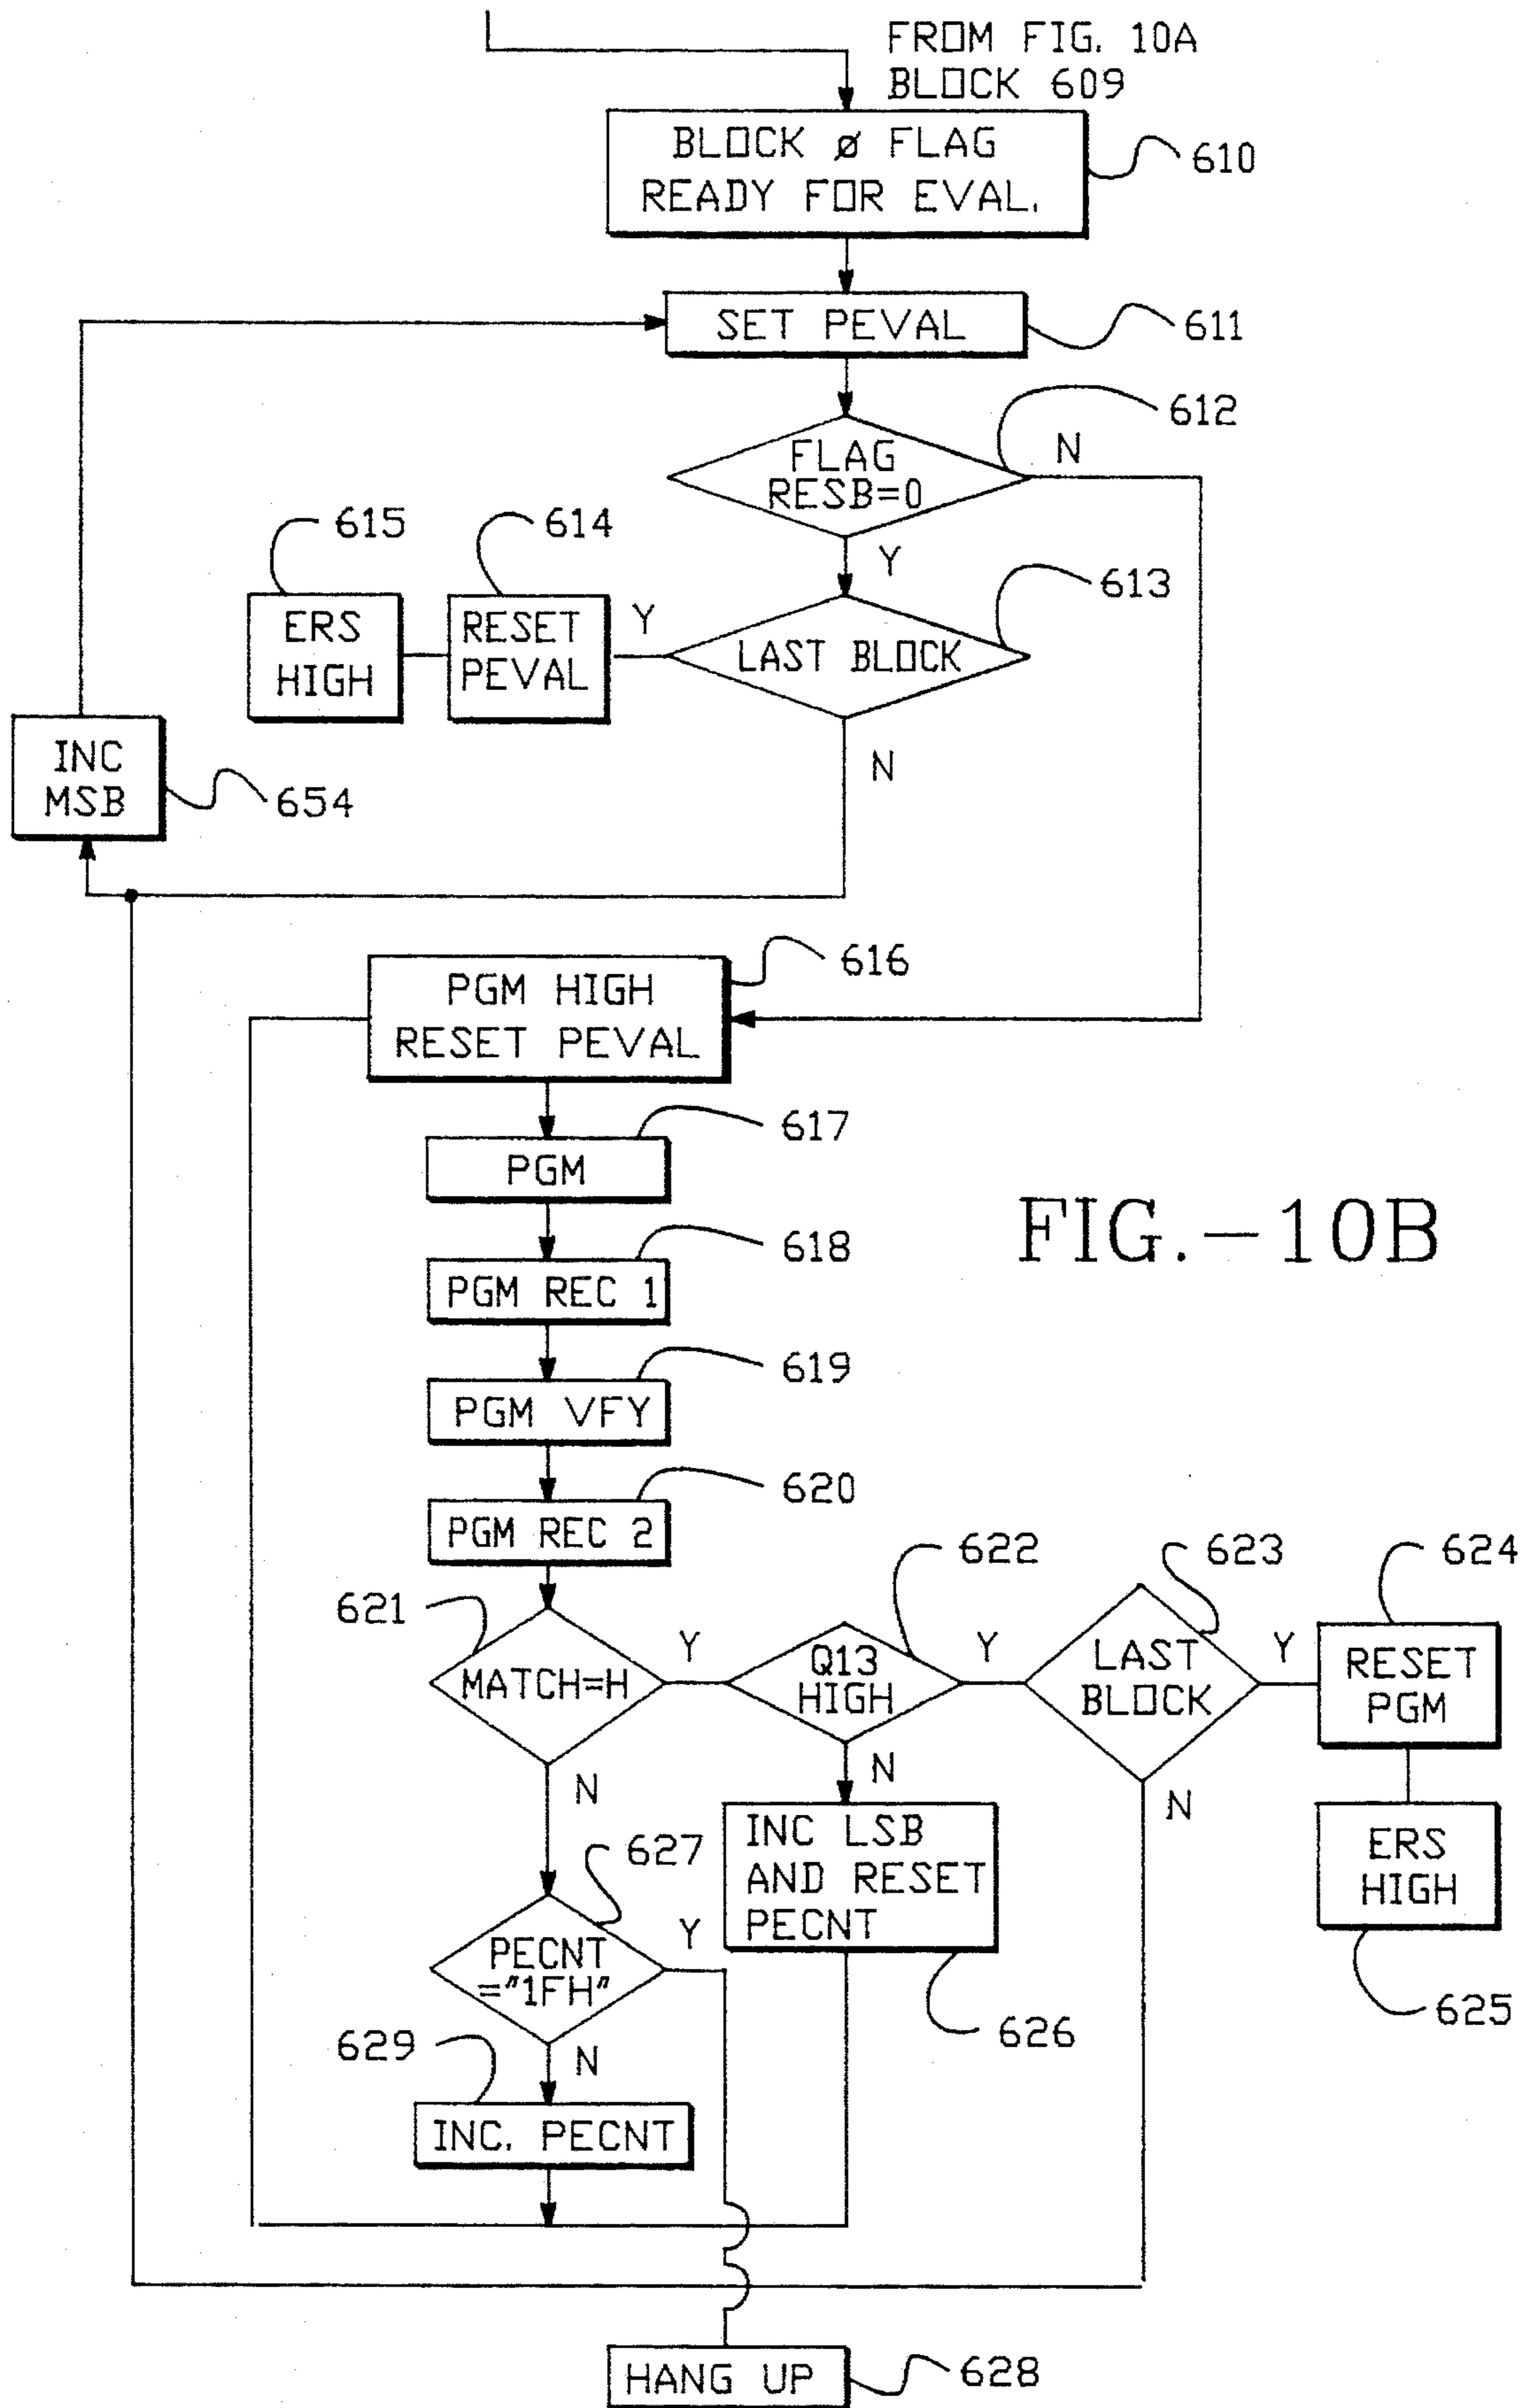 FROM FIG. 10A
BLOCK 609
BLOCK ø FLAG
READY FOR EVAL.
610
SET PEVAL
611
612
FLAG
RESB=0
N
Y
615
614
613
ERS
HIGH
RESET
PEVAL
Y
LAST BLOCK
N
INC
MSB
654
616
PGM HIGH
RESET PEVAL
617
PGM
FIG.-10B
618
PGM REC 1
619
PGM VFY
620
PGM REC 2
622
623
624
621
MATCH=H
Y
Q13
HIGH
Y
LAST
BLOCK
Y
RESET
PGM
N
N
N
627
INC LSB
AND RESET
PECNT
ERS
HIGH
PECNT
="1FH"
Y
626
625
629
N
INC. PECNT
HANG UP
628